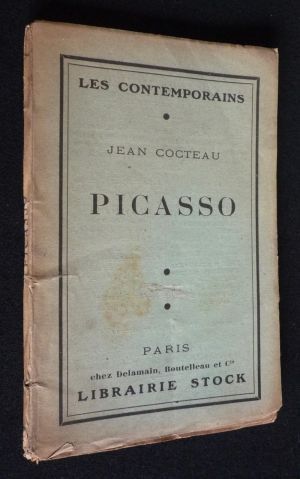 LES CONTEMPORAINS
JEAN COCTEAU
PICASSO
PARIS
chez Delamain, Boutelleau et Cie
LIBRAIRIE STOCK